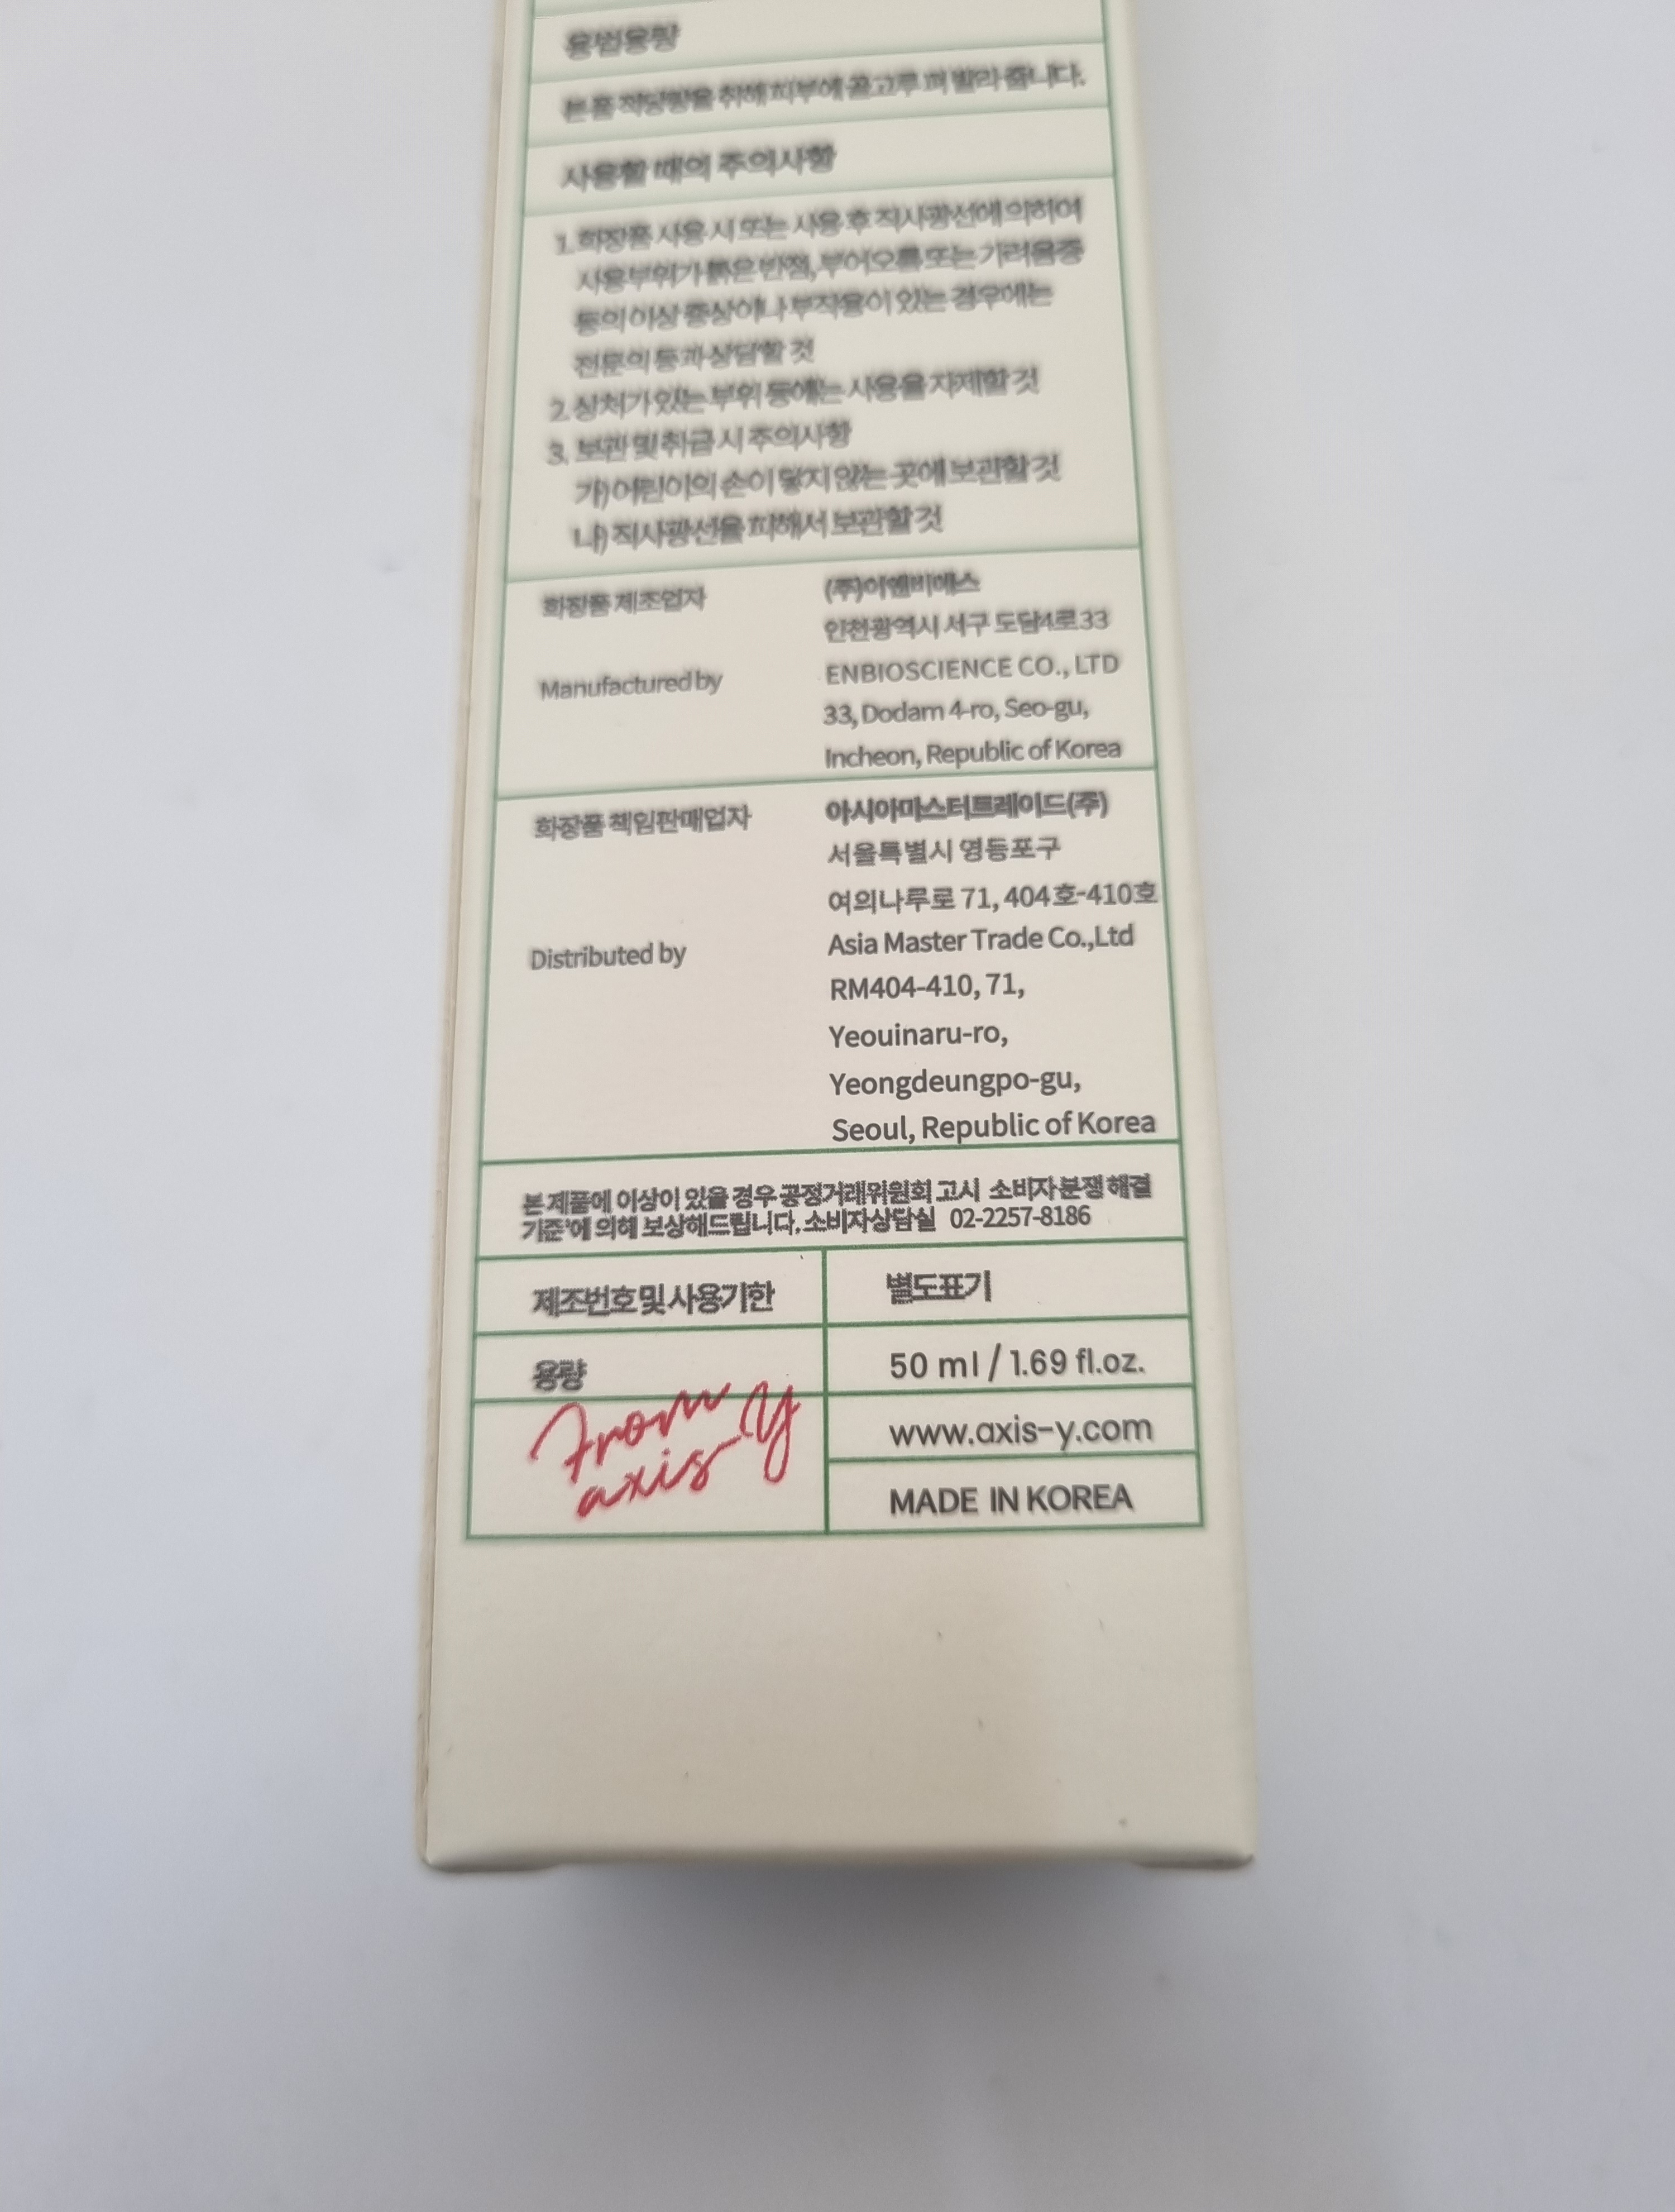 용법용량
본품 적당량을 취해 피부에 골고루 펴 발라 줍니다.
사용할 때의 주의사항
1. 화장품 사용 시 또는 사용 후 직사광선에 의하여
사용부위가 붉은 반점, 부어오름 또는 가려움증
등의 이상 증상이나 부작용이 있는 경우에는
전문의 등과 상담할 것
2. 상처가 있는 부위 등에는 사용을 자제할 것
3. 보관 및 취급 시 주의사항
가) 어린이의 손이 닿지 않는 곳에 보관할 것
나) 직사광선을 피해서 보관할 것
화장품 제조업자
(주)이앤비에스
인천광역시 서구 도담4로 33
Manufactured by
ENBIOSCIENCE CO., LTD
33, Dodam 4-ro, Seo-gu,
Incheon, Republic of Korea
화장품 책임판매업자
아시아마스터트레이드(주)
서울특별시 영등포구
여의나루로 71, 404호-410호
Distributed by
Asia Master Trade Co.,Ltd
RM404-410, 71,
Yeouinaru-ro,
Yeongdeungpo-gu,
Seoul, Republic of Korea
본 제품에 이상이 있을 경우 공정거래위원회 고시 소비자 분쟁 해결
기준'에 의해 보상해드립니다. 소비자상담실 02-2257-8186
제조번호 및 사용기한
별도표기
용량
50 ml / 1.69 fl.oz.
from
axis-y
www.axis-y.com
MADE IN KOREA